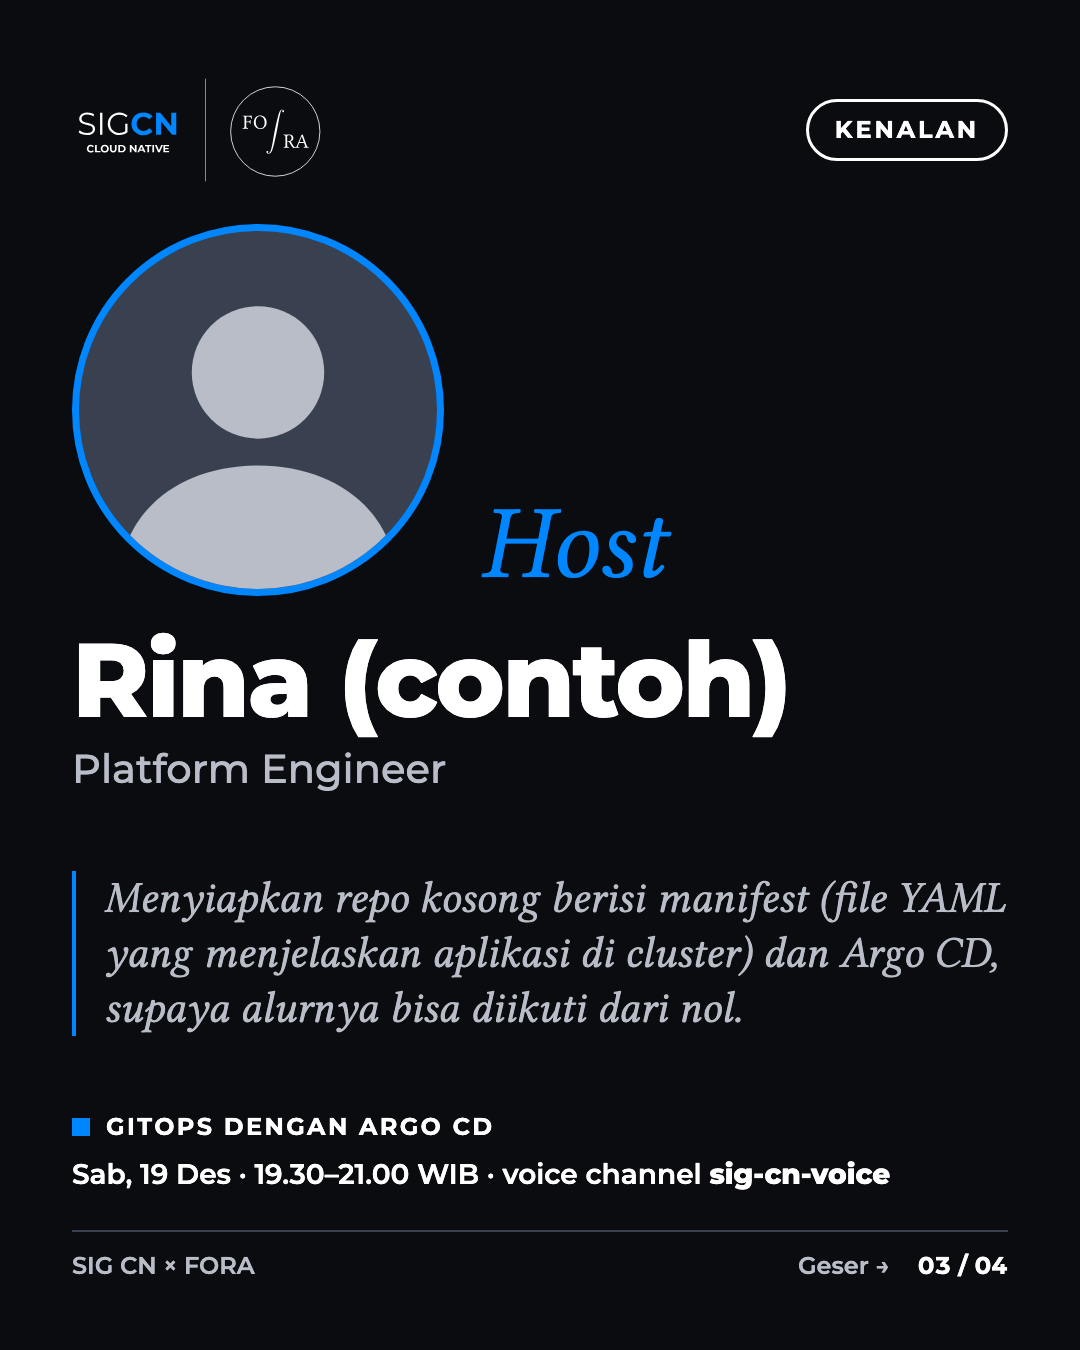 SIGCN
CLOUD NATIVE
FO
RA
KENALAN
Host
Rina (contoh)
Platform Engineer
Menyiapkan repo kosong berisi manifest (file YAML
yang menjelaskan aplikasi di cluster) dan Argo CD,
supaya alurnya bisa diikuti dari nol.
GITOPS DENGAN ARGO CD
Sab, 19 Des · 19.30–21.00 WIB · voice channel sig-cn-voice
SIG CN × FORA
Geser → 03 / 04